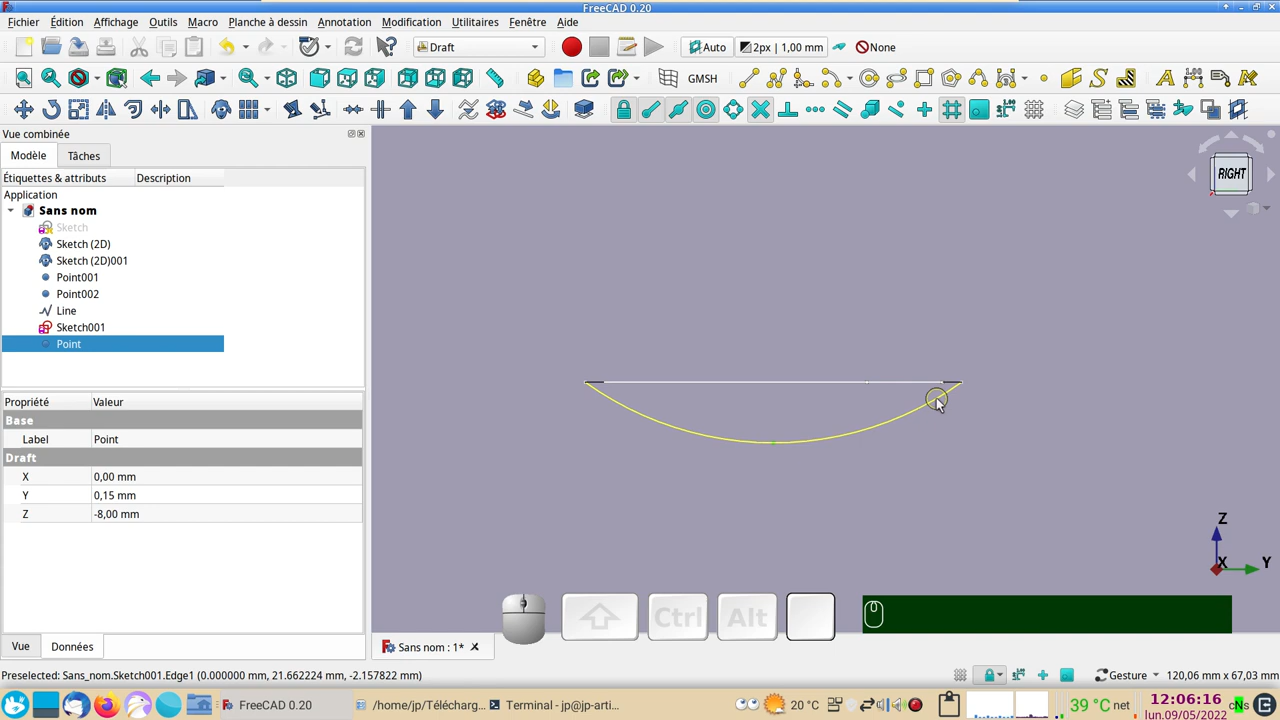 FreeCAD 0.20
Fichier Édition Affichage Outils Macro Planche à dessin Annotation Modification Utilitaires Fenêtre Aide
Draft Auto 2px | 1,00 mm None
GMSH
Vue combinée
Modèle Tâches
Étiquettes & attributs Description
Application
Sans nom
Sketch
Sketch (2D)
Sketch (2D)001
Point001
Point002
Line
Sketch001
Point
Propriété Valeur
Base
Label Point
Draft
X 0,00 mm
Y 0,15 mm
Z -8,00 mm
RIGHT
Z
X Y
Ctrl Alt
Vue Données
Sans nom : 1*
Preselected: Sans_nom.Sketch001.Edge1 (0.000000 mm, 21.662224 mm, -2.157822 mm)
Gesture 120,06 mm x 67,03 mm
FreeCAD 0.20 /home/jp/Télécharg... Terminal - jp@jp-arti...
20 °C 39 °C net 12:06:16
lun.09/05/2022
cNs